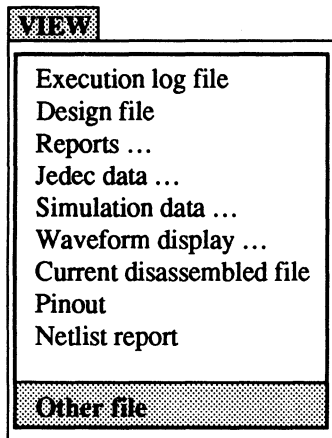 VIEW
Execution log file
Design file
Reports ...
Jedec data ...
Simulation data ...
Waveform display ...
Current disassembled file
Pinout
Netlist report
Other file